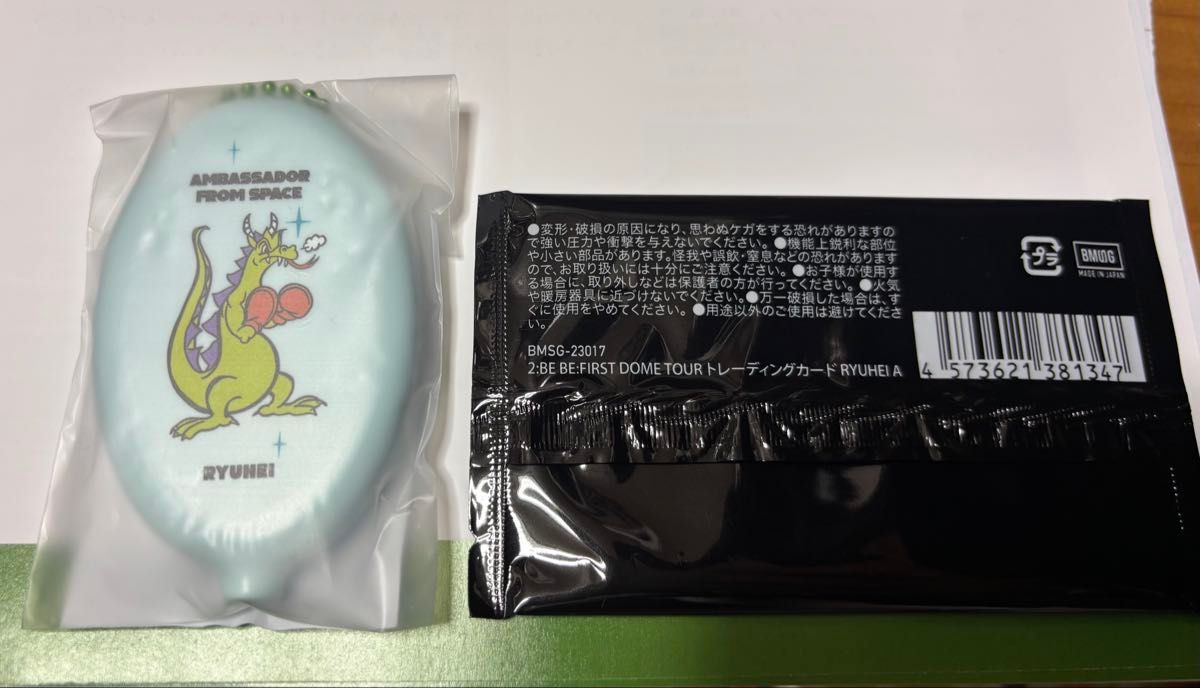 AMBASSADOR
FROM SPACE
RYUHEI
●変形・破損の原因になり、思わぬケガをする恐れがありますの
で強い圧力や衝撃を与えないでください。●機能上鋭利な部位
や小さい部品があります。怪我や誤飲・窒息などの恐れがあります
ので、お取り扱いには十分にご注意ください。●お子様が使用す
る場合に、取り外しなどは保護者の方が行ってください。●火気
や暖房器具に近づけないでください。●万一破損した場合は、す
ぐに使用をやめてください。●用途以外のご使用は避けてくださ
い。
BMSG-23017
2:BE BE:FIRST DOME TOUR トレーディングカード RYUHEI A
プラ
BMSG
MADE IN JAPAN
4 573621 381347